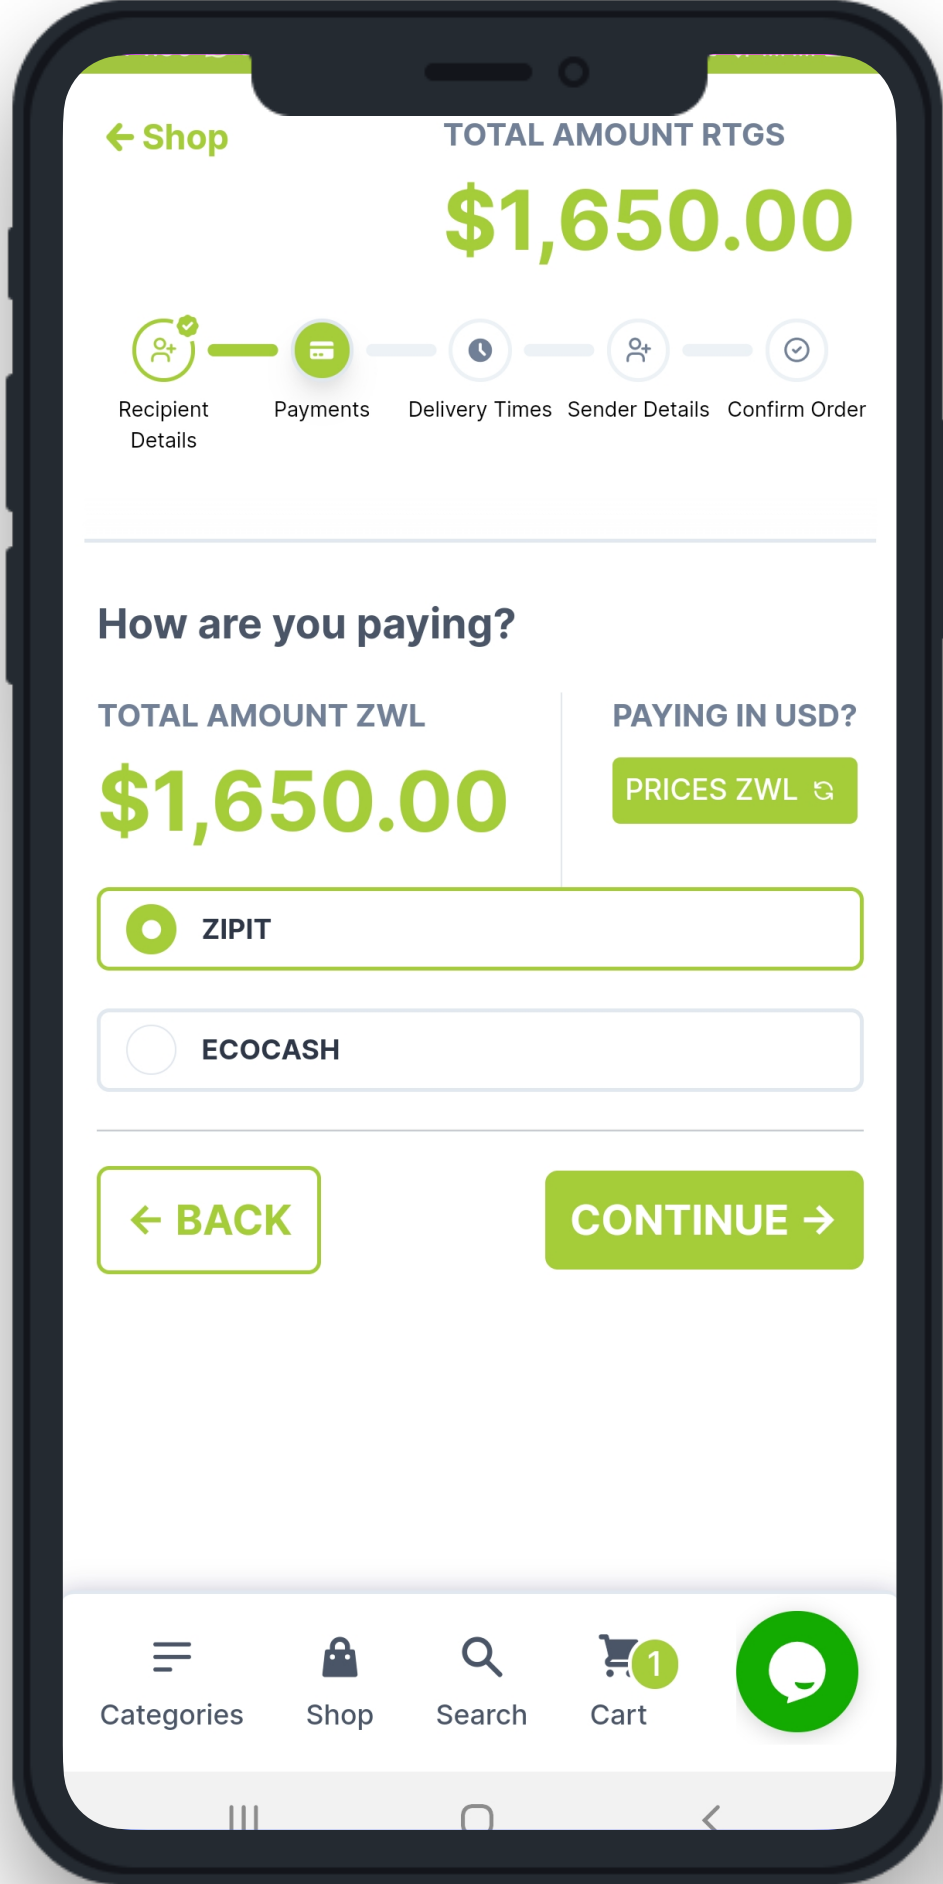 Shop
TOTAL AMOUNT RTGS
$1,650.00
Recipient
Details
Payments
Delivery Times
Sender Details
Confirm Order
How are you paying?
TOTAL AMOUNT ZWL
$1,650.00
PAYING IN USD?
PRICES ZWL
ZIPIT
ECOCASH
← BACK
CONTINUE →
Categories
Shop
Search
1
Cart